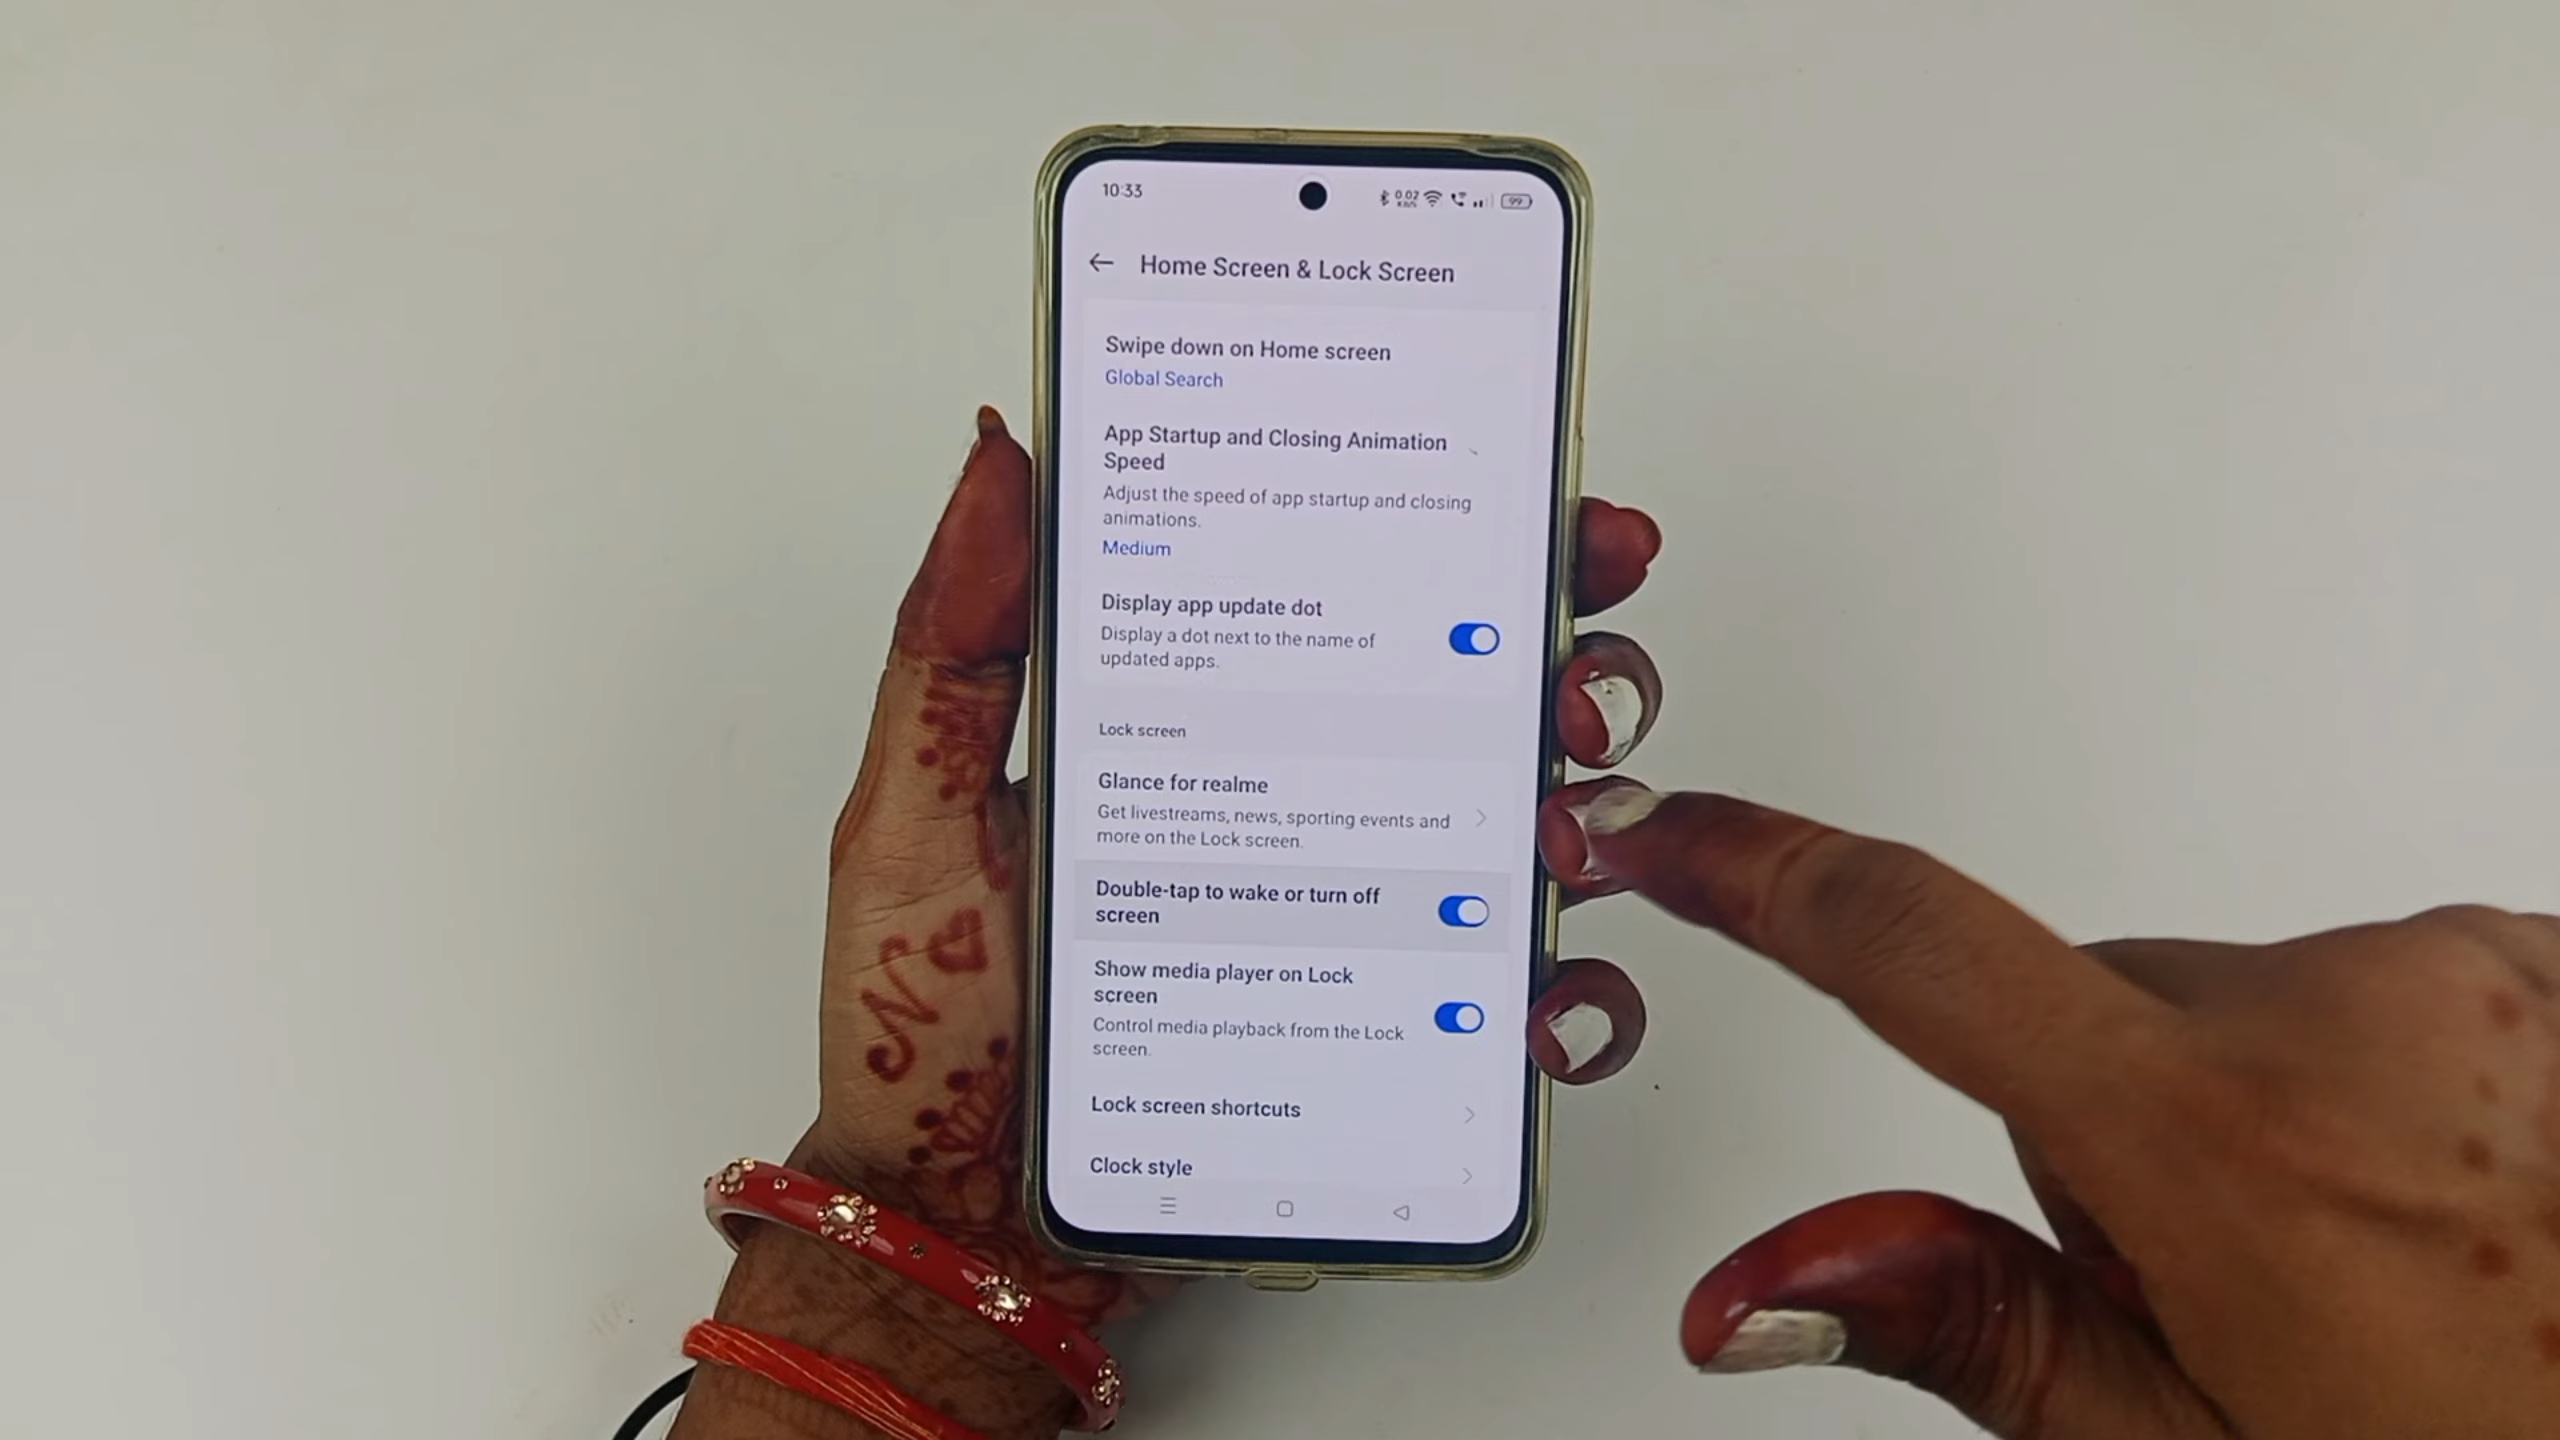 10:33
0.02
KB/s
99
Home Screen & Lock Screen
Swipe down on Home screen
Global Search
App Startup and Closing Animation
Speed
Adjust the speed of app startup and closing
animations.
Medium
Display app update dot
Display a dot next to the name of
updated apps.
Lock screen
Glance for realme
Get livestreams, news, sporting events and
more on the Lock screen.
Double-tap to wake or turn off
screen
Show media player on Lock
screen
Control media playback from the Lock
screen.
Lock screen shortcuts
Clock style
N